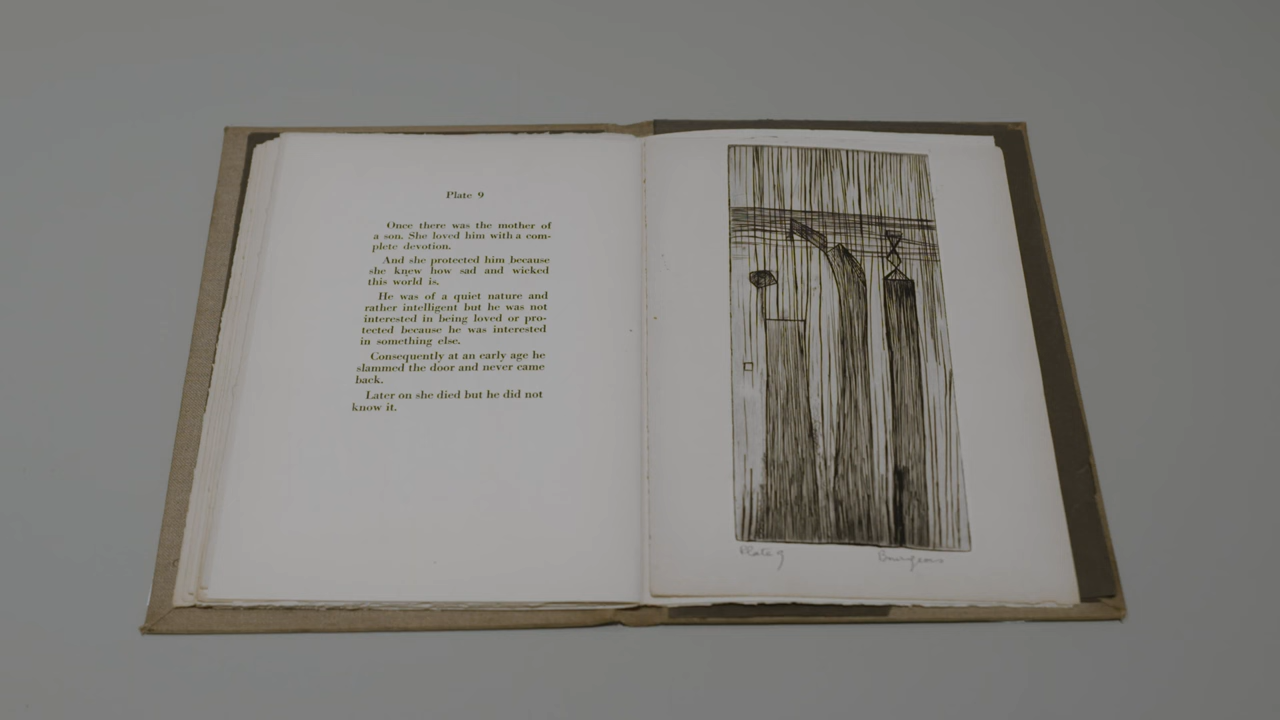 Plate 9
Once there was the mother of
a son. She loved him with a com-
plete devotion.
And she protected him because
she knew how sad and wicked
this world is.
He was of a quiet nature and
rather intelligent but he was not
interested in being loved or pro-
tected because he was interested
in something else.
Consequently at an early age he
slammed the door and never came
back.
Later on she died but he did not
know it.
Plate 9
Bourgeois